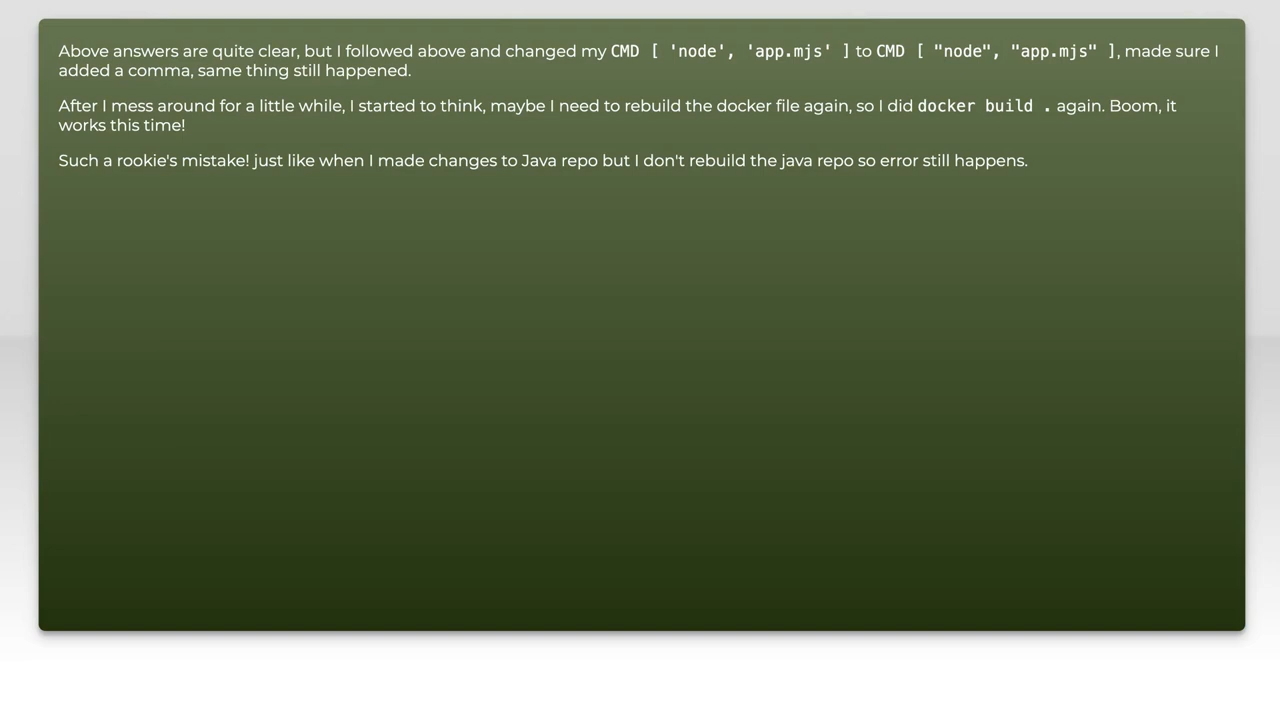 Above answers are quite clear, but I followed above and changed my CMD [ 'node', 'app.mjs' ] to CMD [ "node", "app.mjs" ], made sure I
added a comma, same thing still happened.
After I mess around for a little while, I started to think, maybe I need to rebuild the docker file again, so I did docker build . again. Boom, it
works this time!
Such a rookie's mistake! just like when I made changes to Java repo but I don't rebuild the java repo so error still happens.